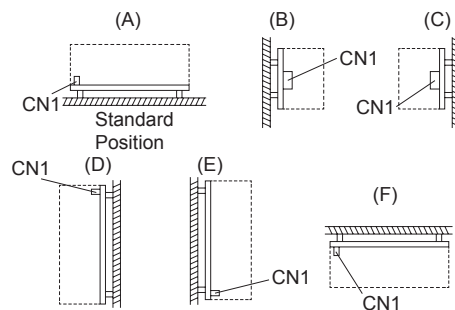 (A)
(B)
(C)
CN1
CN1
CN1
Standard
Position
(D)
(E)
(F)
CN1
CN1
CN1